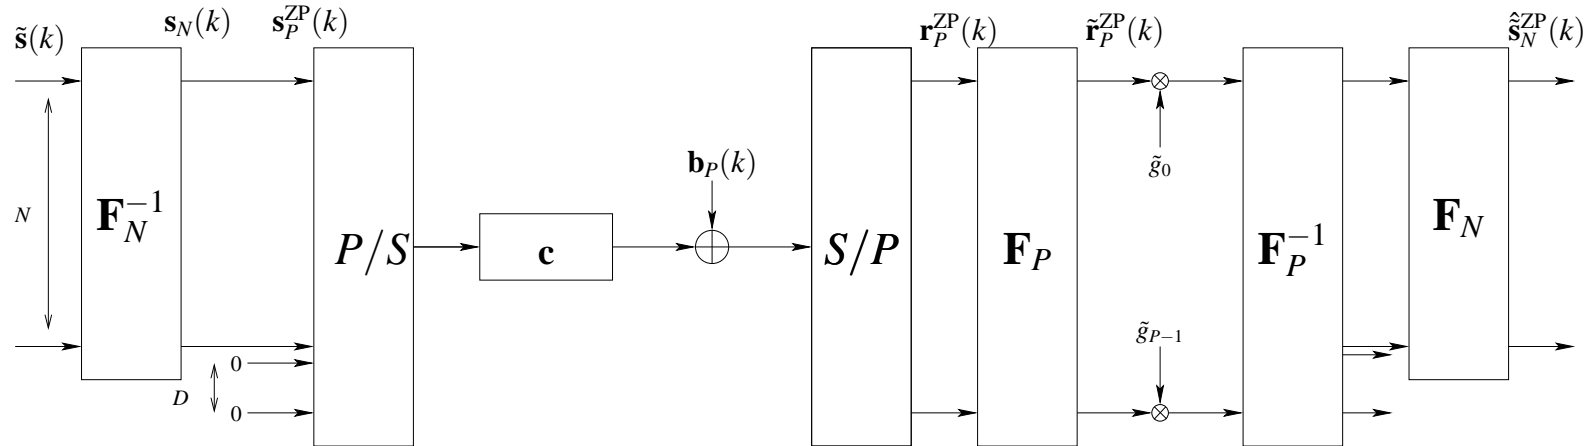 s̃(k)
s_N(k)
s_P^ZP(k)
r_P^ZP(k)
r̃_P^ZP(k)
ŝ̃_N^ZP(k)
N
F_N^{-1}
D
0
0
P/S
c
b_P(k)
S/P
F_P
g̃_0
g̃_{P-1}
F_P^{-1}
F_N